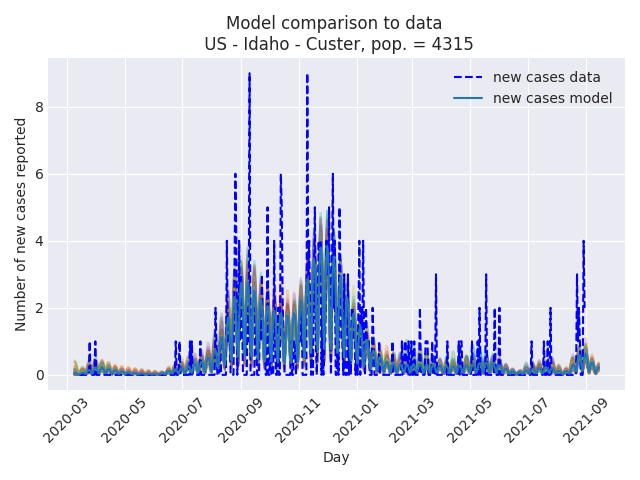 Model comparison to data
US - Idaho - Custer, pop. = 4315
new cases data
new cases model
Number of new cases reported
8
6
4
2
0
2020-03
2020-05
2020-07
2020-09
2020-11
2021-01
2021-03
2021-05
2021-07
2021-09
Day